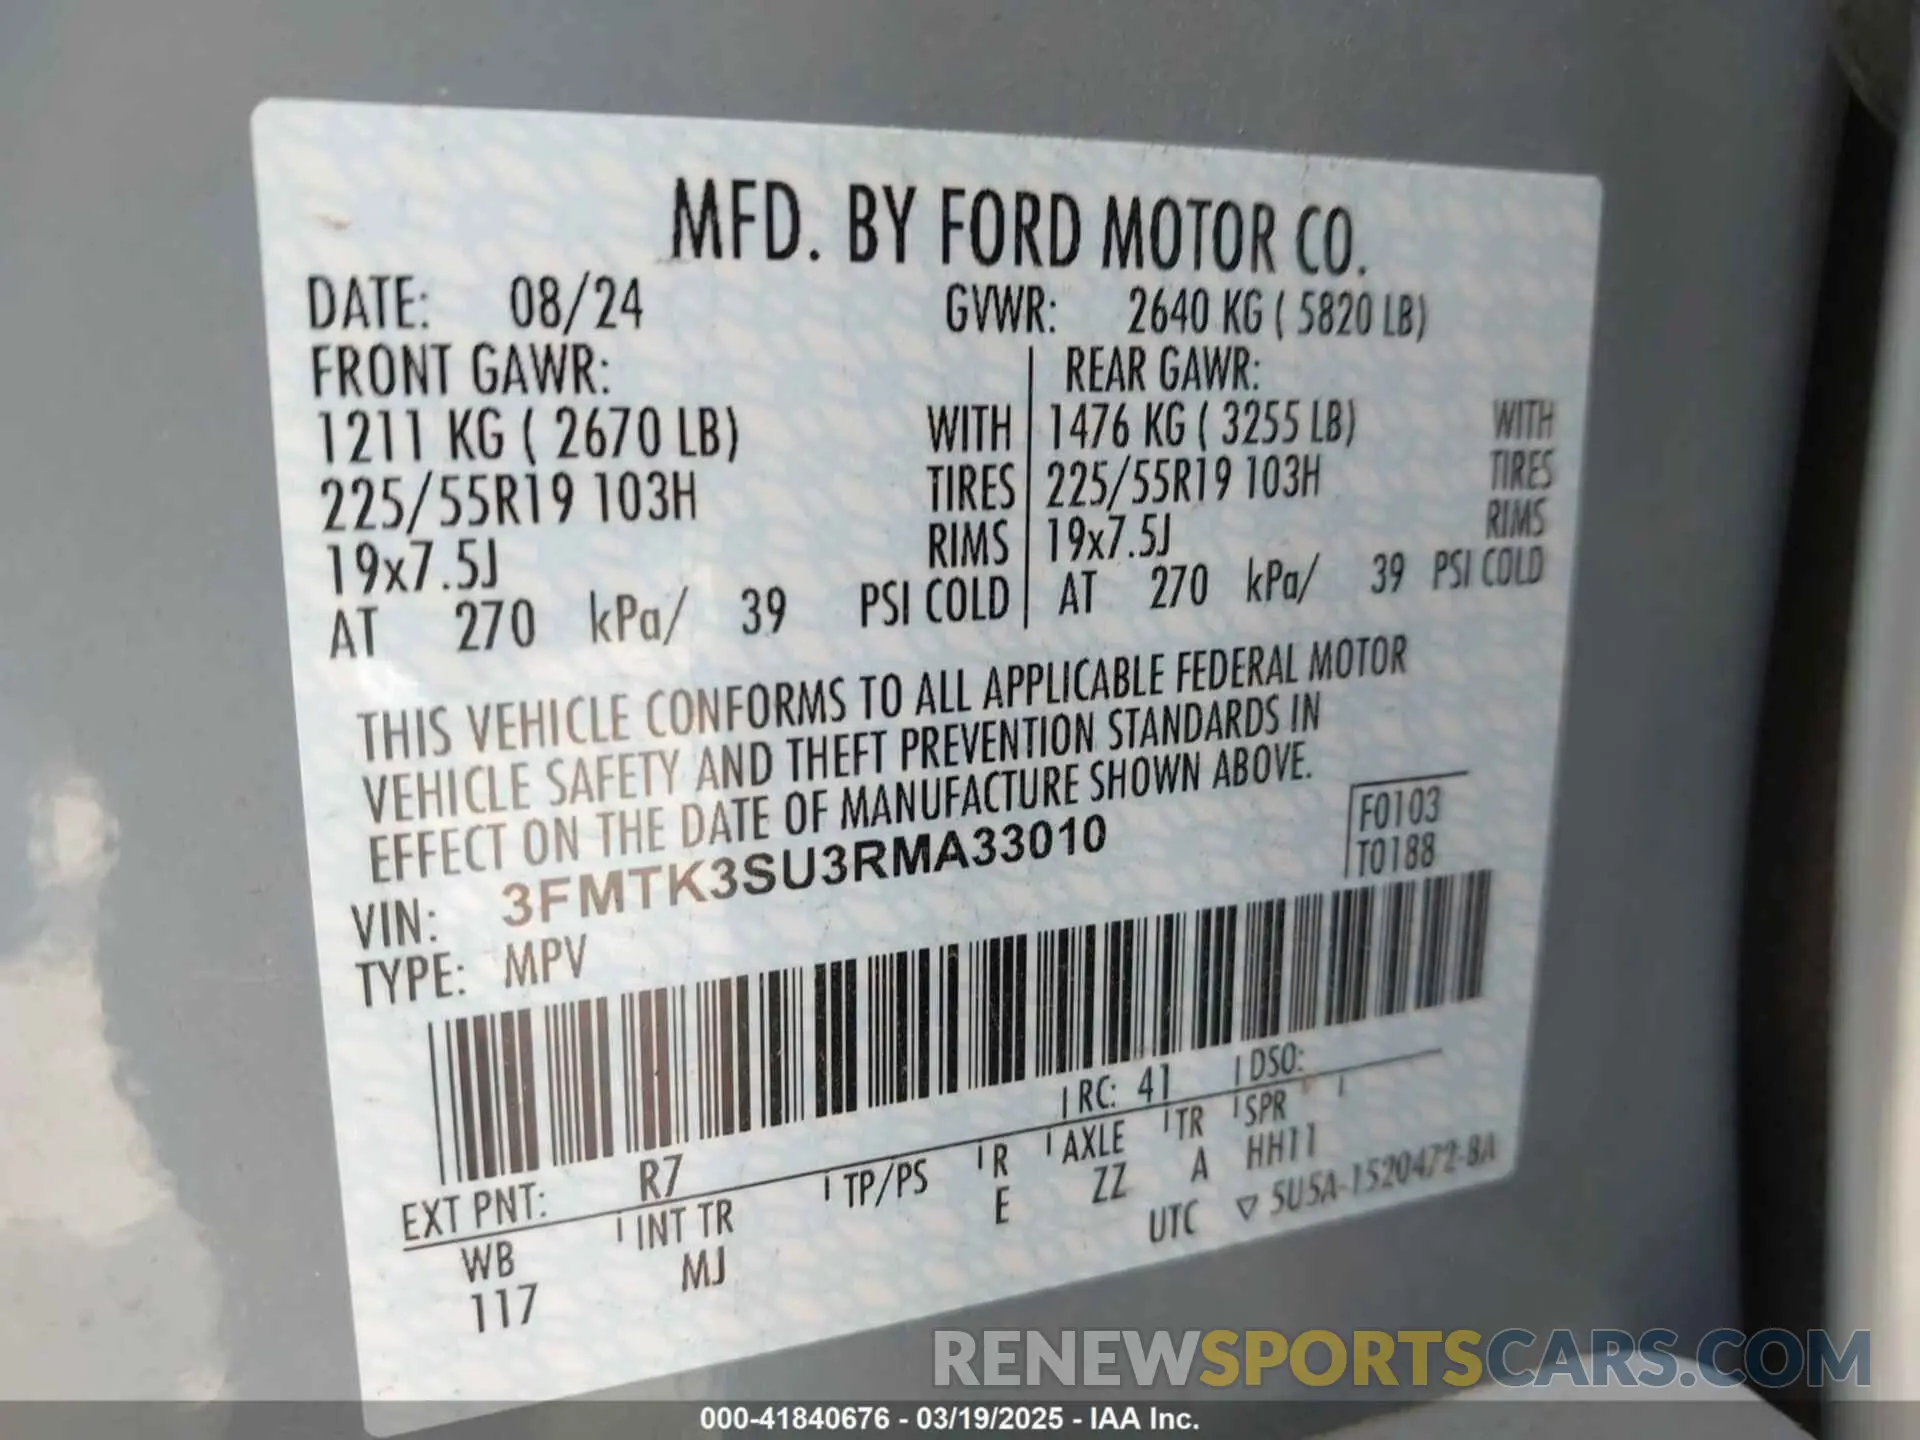 MFD. BY FORD MOTOR CO.
DATE: 08/24 GVWR: 2640 KG ( 5820 LB)
FRONT GAWR: REAR GAWR:
1211 KG ( 2670 LB) WITH 1476 KG ( 3255 LB) WITH
225/55R19 103H TIRES 225/55R19 103H TIRES
19x7.5J RIMS 19x7.5J RIMS
AT 270 kPa/ 39 PSI COLD AT 270 kPa/ 39 PSI COLD
THIS VEHICLE CONFORMS TO ALL APPLICABLE FEDERAL MOTOR
VEHICLE SAFETY AND THEFT PREVENTION STANDARDS IN
EFFECT ON THE DATE OF MANUFACTURE SHOWN ABOVE.
F0103
T0188
VIN: 3FMTK3SU3RMA33010
TYPE: MPV
EXT PNT: R7 RC: 41 DSO:
WB INT TR TP/PS R AXLE TR SPR
117 MJ E ZZ A HH11
UTC ▽ 5U5A-1520472-BA
RENEWSPORTSCARS.COM
000-41840676 - 03/19/2025 - IAA Inc.